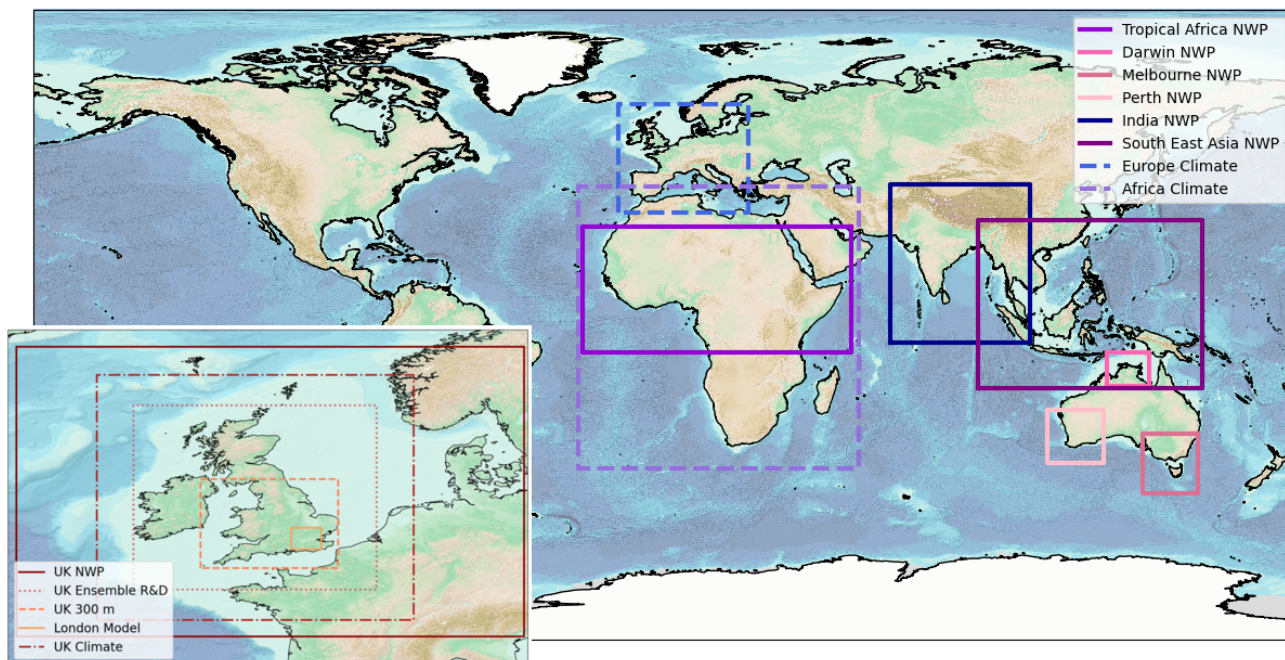 Tropical Africa NWP
Darwin NWP
Melbourne NWP
Perth NWP
India NWP
South East Asia NWP
Europe Climate
Africa Climate
UK NWP
UK Ensemble R&D
UK 300 m
London Model
UK Climate